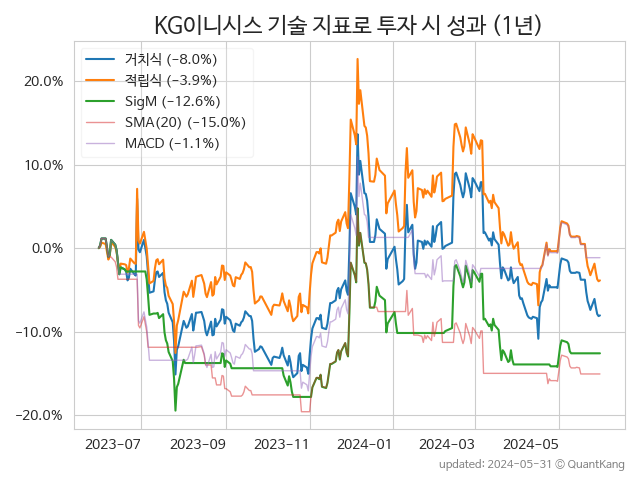 KG이니시스 기술 지표로 투자 시 성과 (1년)
거치식 (−8.0%)
적립식 (−3.9%)
SigM (−12.6%)
SMA(20) (−15.0%)
MACD (−1.1%)
20.0%
10.0%
0.0%
−10.0%
−20.0%
2023-07 2023-09 2023-11 2024-01 2024-03 2024-05
updated: 2024-05-31 © QuantKang